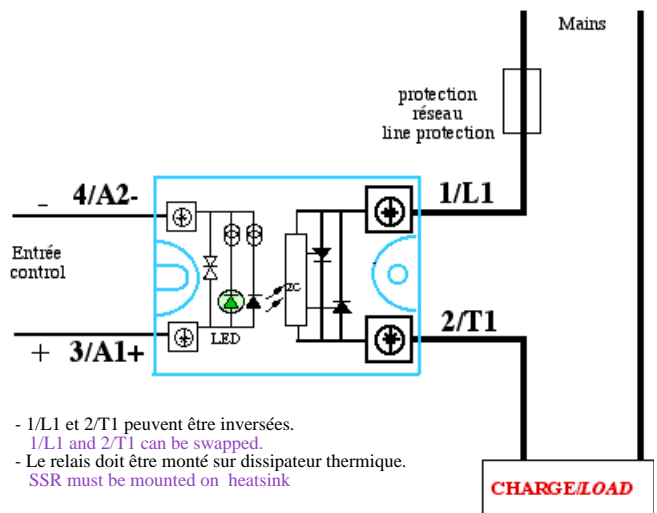 Mains
protection
réseau
line protection
_ 4/A2-
1/L1
Entrée
control
ZC
2/T1
LED
+ 3/A1+
- 1/L1 et 2/T1 peuvent être inversées.
1/L1 and 2/T1 can be swapped.
- Le relais doit être monté sur dissipateur thermique.
SSR must be mounted on heatsink
CHARGE/LOAD